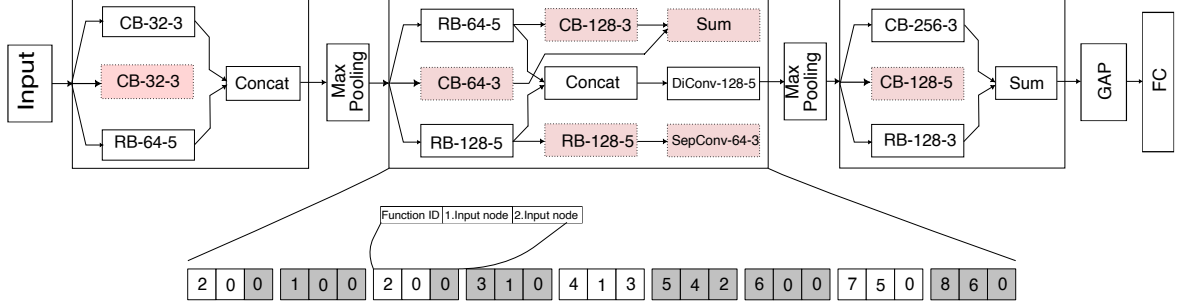 Input
CB-32-3
CB-32-3
RB-64-5
Concat
Max
Pooling
RB-64-5
CB-64-3
RB-128-5
CB-128-3
Concat
RB-128-5
Sum
DiConv-128-5
SepConv-64-3
Max
Pooling
CB-256-3
CB-128-5
RB-128-3
Sum
GAP
FC
Function ID 1.Input node 2.Input node
2 0 0 1 0 0 2 0 0 3 1 0 4 1 3 5 4 2 6 0 0 7 5 0 8 6 0